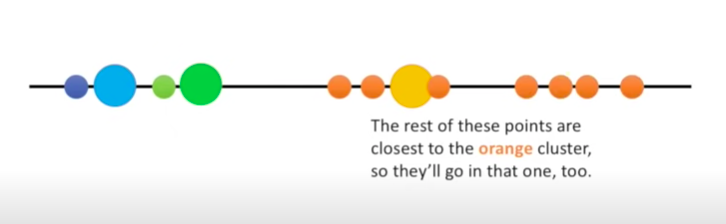 The rest of these points are
closest to the orange cluster,
so they’ll go in that one, too.